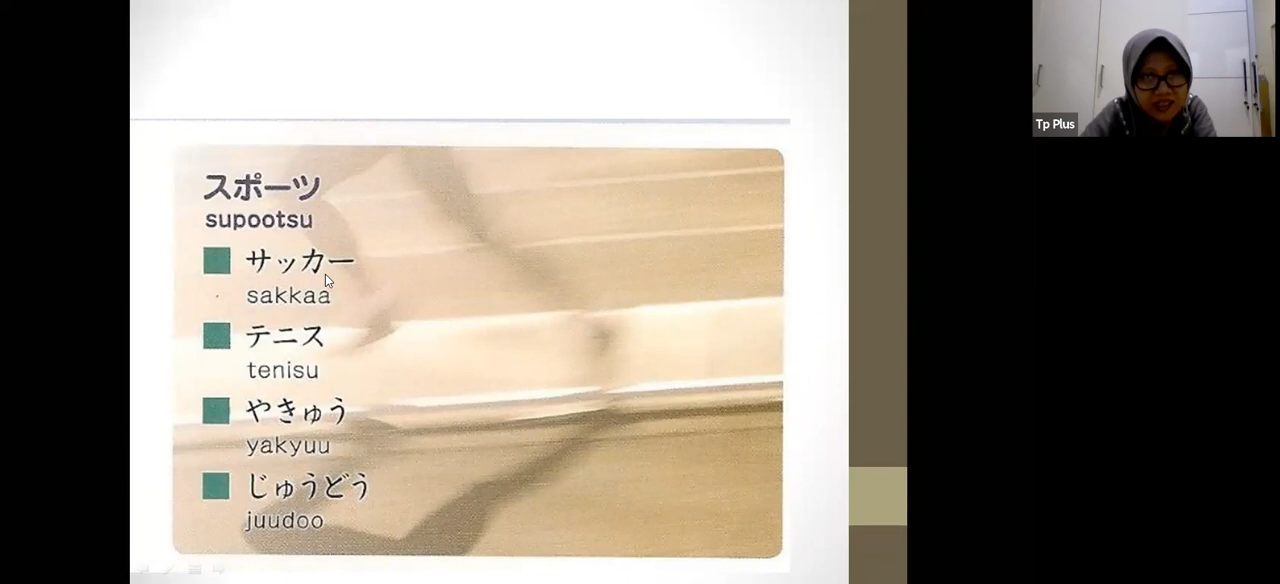 スポーツ
supootsu
サッカー
sakkaa
テニス
tenisu
やきゅう
yakyuu
じゅうどう
juudoo
Tp Plus